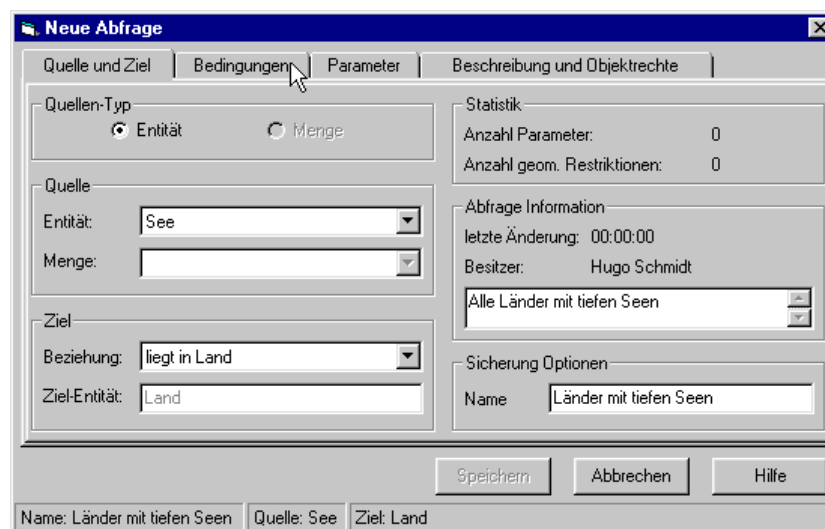 Neue Abfrage
Quelle und Ziel Bedingungen Parameter Beschreibung und Objektrechte
Quellen-Typ
Entität Menge
Quelle
Entität: See
Menge:
Ziel
Beziehung: liegt in Land
Ziel-Entität: Land
Statistik
Anzahl Parameter: 0
Anzahl geom. Restriktionen: 0
Abfrage Information
letzte Änderung: 00:00:00
Besitzer: Hugo Schmidt
Alle Länder mit tiefen Seen
Sicherung Optionen
Name Länder mit tiefen Seen
Speichern Abbrechen Hilfe
Name: Länder mit tiefen Seen Quelle: See Ziel: Land